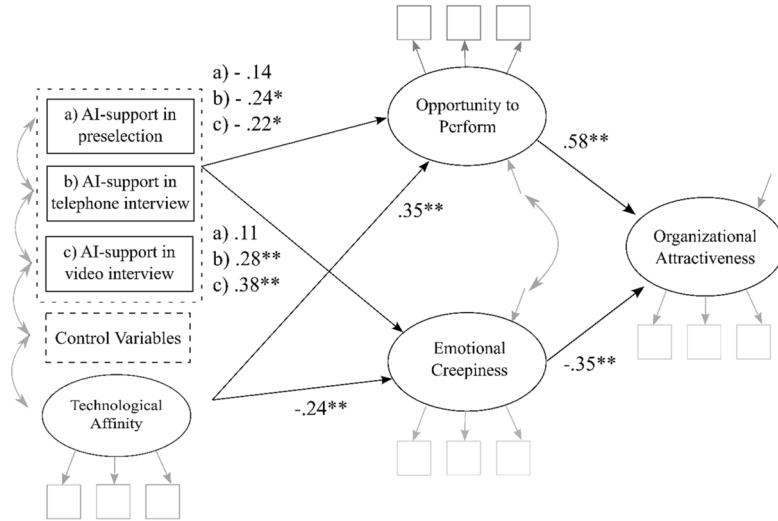 a) - .14
b) - .24*
c) - .22*
a) AI-support in
preselection
b) AI-support in
telephone interview
c) AI-support in
video interview
Control Variables
Technological
Affinity
a) .11
b) .28**
c) .38**
.35**
-.24**
Opportunity to
Perform
Emotional
Creepiness
.58**
-.35**
Organizational
Attractiveness